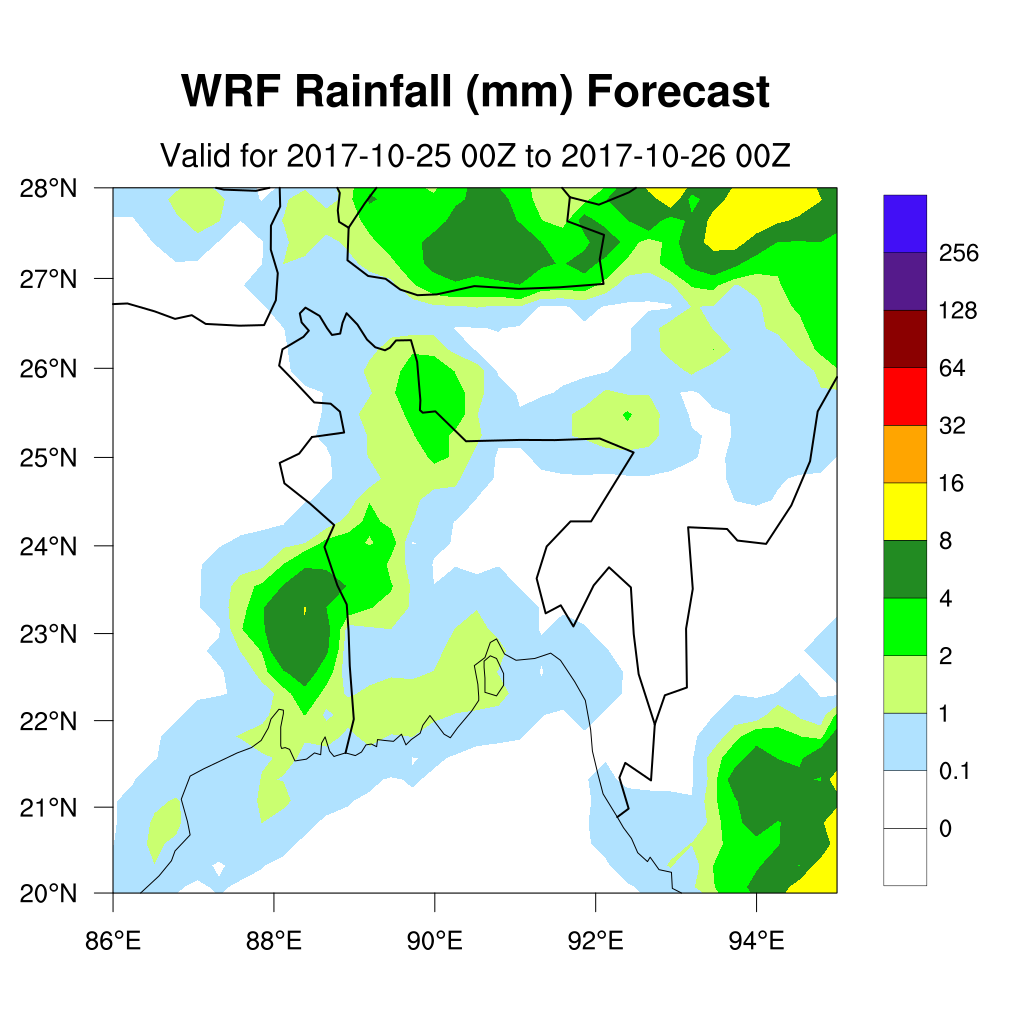 WRF Rainfall (mm) Forecast
Valid for 2017-10-25 00Z to 2017-10-26 00Z
28°N
27°N
26°N
25°N
24°N
23°N
22°N
21°N
20°N
86°E 88°E 90°E 92°E 94°E
256
128
64
32
16
8
4
2
1
0.1
0